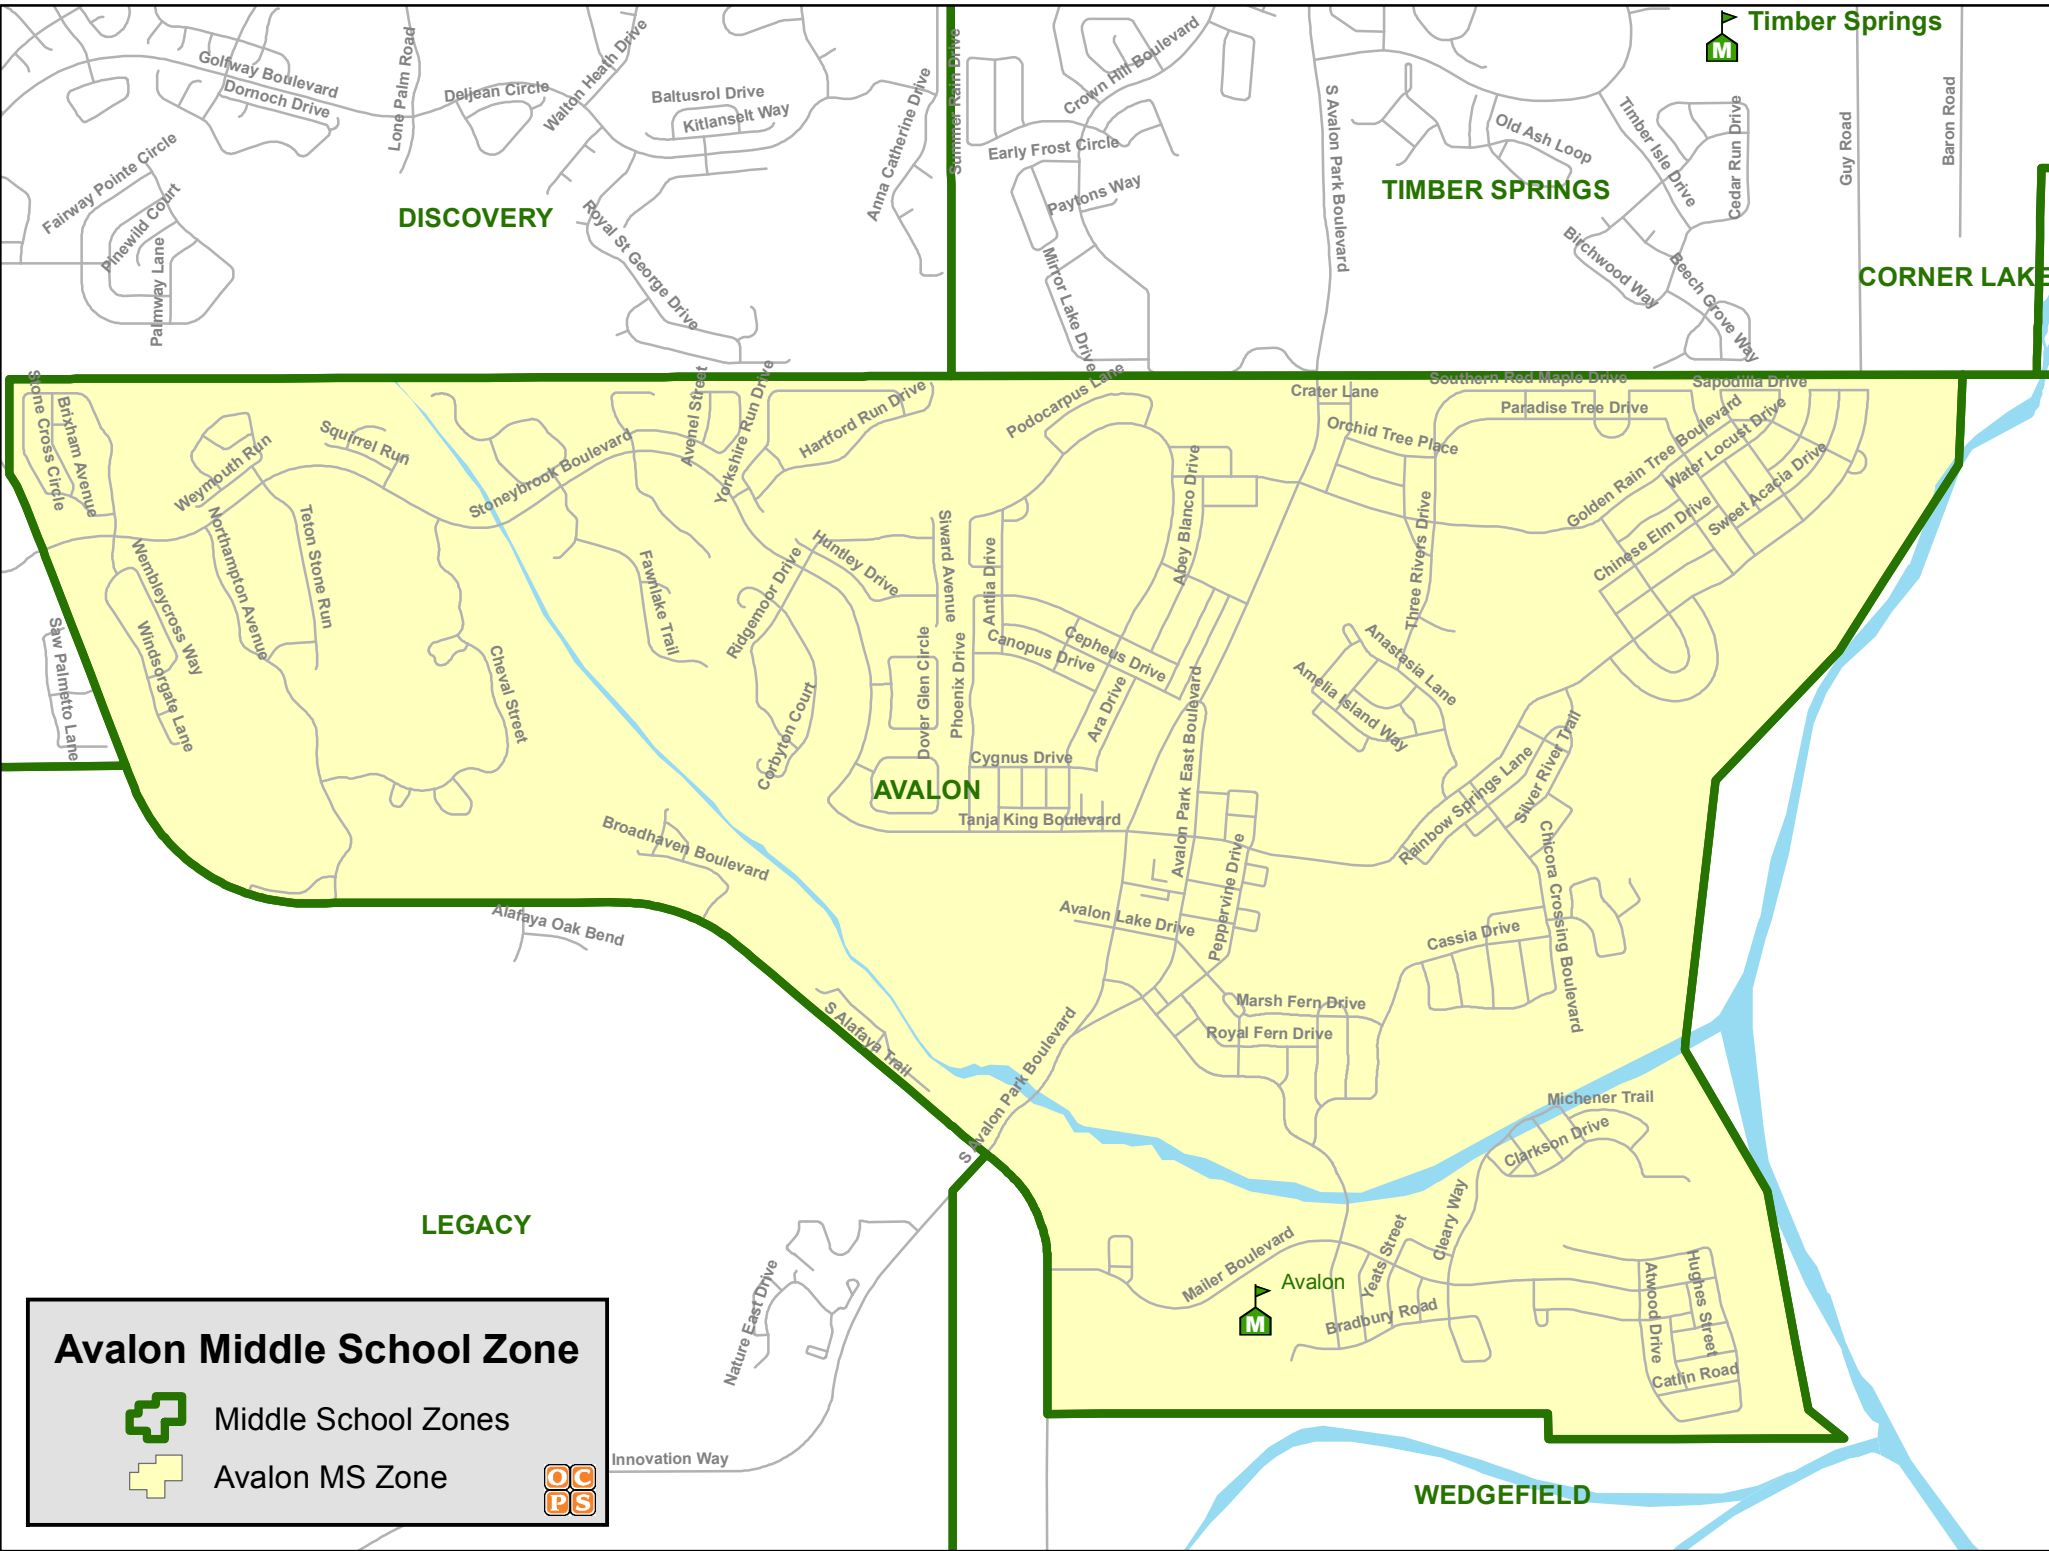 Timber Springs
M
Golfway Boulevard
Dornoch Drive
Lone Palm Road
Deljean Circle
Walton Heath Drive
Baltusrol Drive
Kitlanselt Way
Anna Catherine Drive
Summer Rain Drive
Crown Hill Boulevard
Early Frost Circle
Paytons Way
Mirror Lake Drive
S Avalon Park Boulevard
Old Ash Loop
Timber Isle Drive
Cedar Run Drive
Guy Road
Baron Road
Fairway Pointe Circle
Pinewild Court
Palmway Lane
DISCOVERY
Royal St George Drive
TIMBER SPRINGS
Birchwood Way
Beech Grove Way
CORNER LAKE
Stone Cross Circle
Brixham Avenue
Weymouth Run
Squirrel Run
Stoneybrook Boulevard
Avenel Street
Yorkshire Run Drive
Hartford Run Drive
Podocarpus Lane
Crater Lane
Southern Red Maple Drive
Sapodilla Drive
Paradise Tree Drive
Orchid Tree Place
Golden Rain Tree Boulevard
Water Locust Drive
Sweet Acacia Drive
Chinese Elm Drive
Northampton Avenue
Teton Stone Run
Wembleycross Way
Windsorgate Lane
Saw Palmetto Lane
Cheval Street
Fawnlake Trail
Ridgemoor Drive
Huntley Drive
Siward Avenue
Antlia Drive
Abey Blanco Drive
Three Rivers Drive
Canopus Drive
Cepheus Drive
Dover Glen Circle
Phoenix Drive
Ara Drive
Corbyton Court
Cygnus Drive
AVALON
Tanja King Boulevard
Avalon Park East Boulevard
Anastasia Lane
Amelia Island Way
Rainbow Springs Lane
Silver River Trail
Chicora Crossing Boulevard
Broadhaven Boulevard
Alafaya Oak Bend
Avalon Lake Drive
Peppervine Drive
Cassia Drive
Marsh Fern Drive
Royal Fern Drive
S Alafaya Trail
S Avalon Park Boulevard
Michener Trail
Clarkson Drive
LEGACY
Cleary Way
Yeats Street
Mailer Boulevard
Avalon
M
Bradbury Road
Atwood Drive
Hughes Street
Catlin Road
Nature East Drive
Innovation Way
WEDGEFIELD
Avalon Middle School Zone
Middle School Zones
Avalon MS Zone
OC
PS